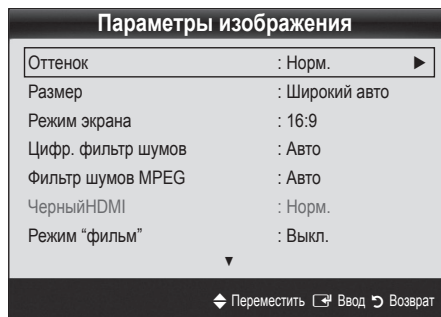 Параметры изображения
Оттенок : Норм.
Размер : Широкий авто
Режим экрана : 16:9
Цифр. фильтр шумов : Авто
Фильтр шумов MPEG : Авто
ЧерныйHDMI : Норм.
Режим “фильм” : Выкл.
Переместить Ввод Возврат